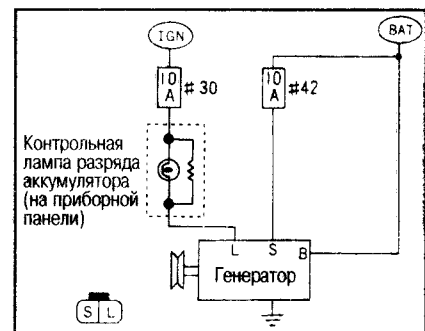 IGN
BAT
10
A
#30
10
A
#42
Контрольная
лампа разряда
аккумулятора
(на приборной
панели)
L
S
B
Генератор
S
L